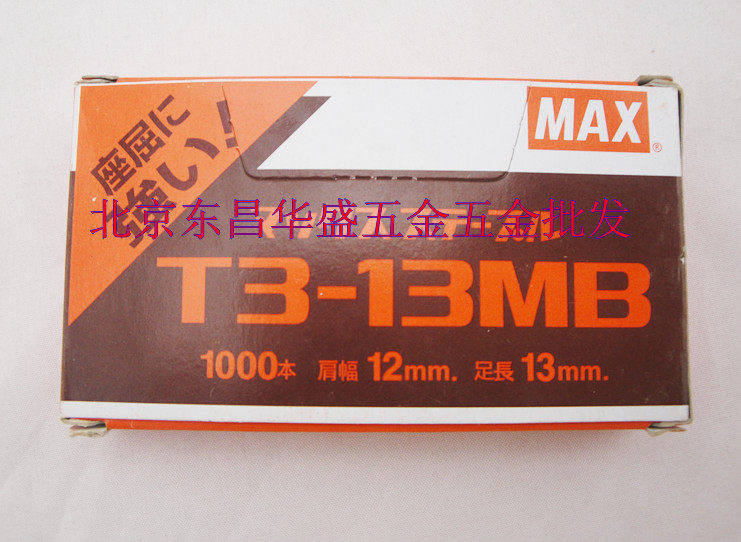 座屈に
強い!
MAX
®
北京东昌华盛五金五金批发
T3-13MB
1000本 肩幅 12mm. 足長 13mm.